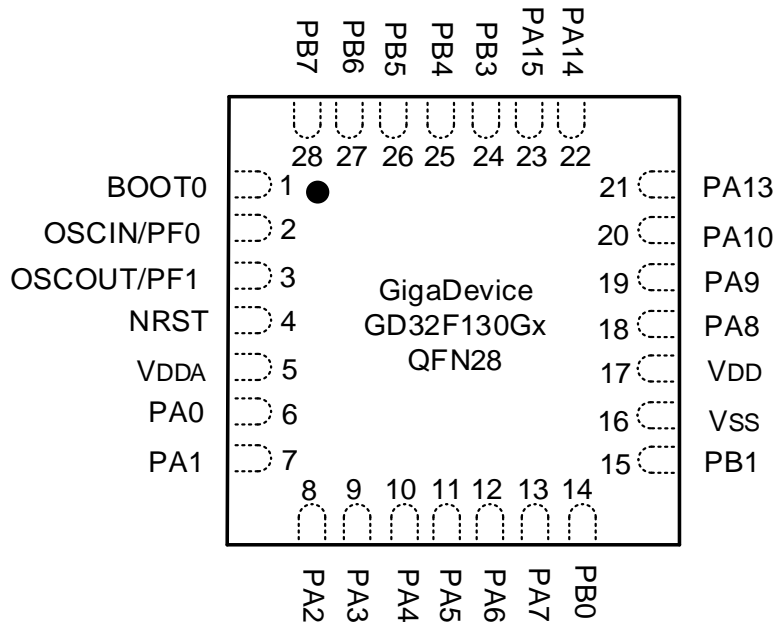 PB7 PB6 PB5 PB4 PB3 PA15 PA14
28 27 26 25 24 23 22
BOOT0 1
OSCIN/PF0 2
OSCOUT/PF1 3
NRST 4
VDDA 5
PA0 6
PA1 7
21 PA13
20 PA10
19 PA9
18 PA8
17 VDD
16 VSS
15 PB1
GigaDevice
GD32F130Gx
QFN28
8 9 10 11 12 13 14
PA2 PA3 PA4 PA5 PA6 PA7 PB0